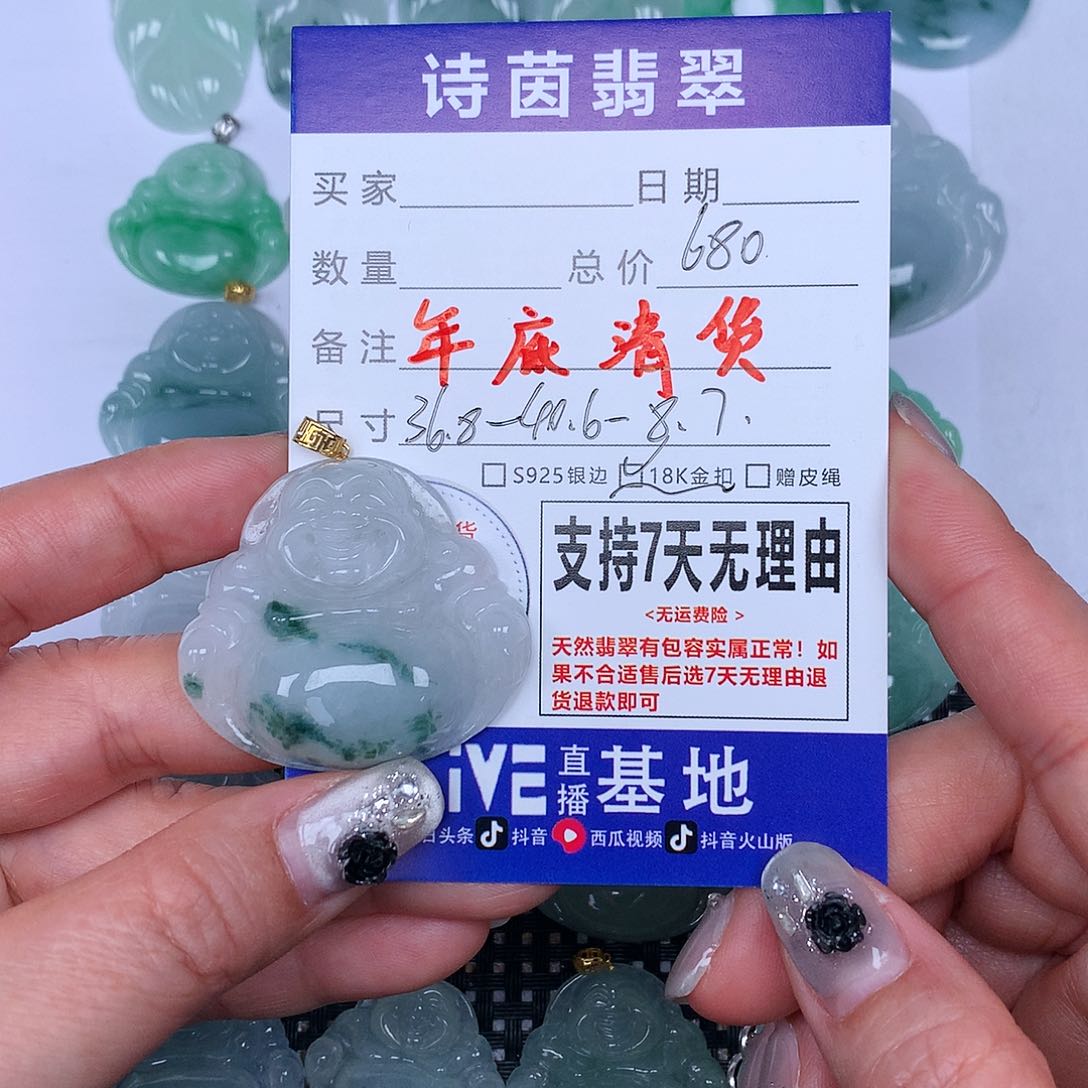 诗茵翡翠
买家 日期
数量 总价 680
备注 年底清货
尺寸 36.8-40.6-8.7.
S925银边 18K金扣 赠皮绳
货
支持7天无理由
<无运费险>
天然翡翠有包容实属正常！如
果不合适售后选7天无理由退
货退款即可
LIVE 直播 基地
日头条 抖音 西瓜视频 抖音火山版